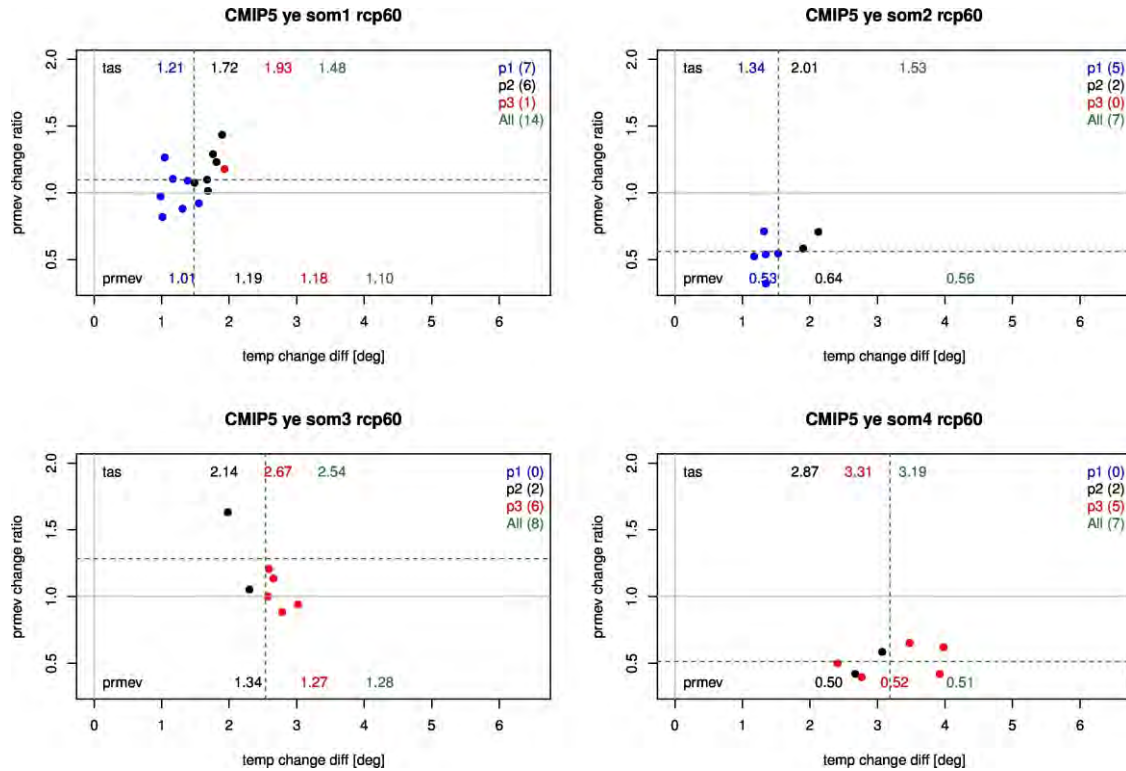 CMIP5 ye som1 rcp60
prmev change ratio
2.0
1.5
1.0
0.5
tas 1.21 1.72 1.93 1.48
p1 (7)
p2 (6)
p3 (1)
All (14)
prmev 1.01 1.19 1.18 1.10
0 1 2 3 4 5 6
temp change diff [deg]
CMIP5 ye som2 rcp60
prmev change ratio
2.0
1.5
1.0
0.5
tas 1.34 2.01 1.53
p1 (5)
p2 (2)
p3 (0)
All (7)
prmev 0.53 0.64 0.56
0 1 2 3 4 5 6
temp change diff [deg]
CMIP5 ye som3 rcp60
prmev change ratio
2.0
1.5
1.0
0.5
tas 2.14 2.67 2.54
p1 (0)
p2 (2)
p3 (6)
All (8)
prmev 1.34 1.27 1.28
0 1 2 3 4 5 6
temp change diff [deg]
CMIP5 ye som4 rcp60
prmev change ratio
2.0
1.5
1.0
0.5
tas 2.87 3.31 3.19
p1 (0)
p2 (2)
p3 (5)
All (7)
prmev 0.50 0.52 0.51
0 1 2 3 4 5 6
temp change diff [deg]